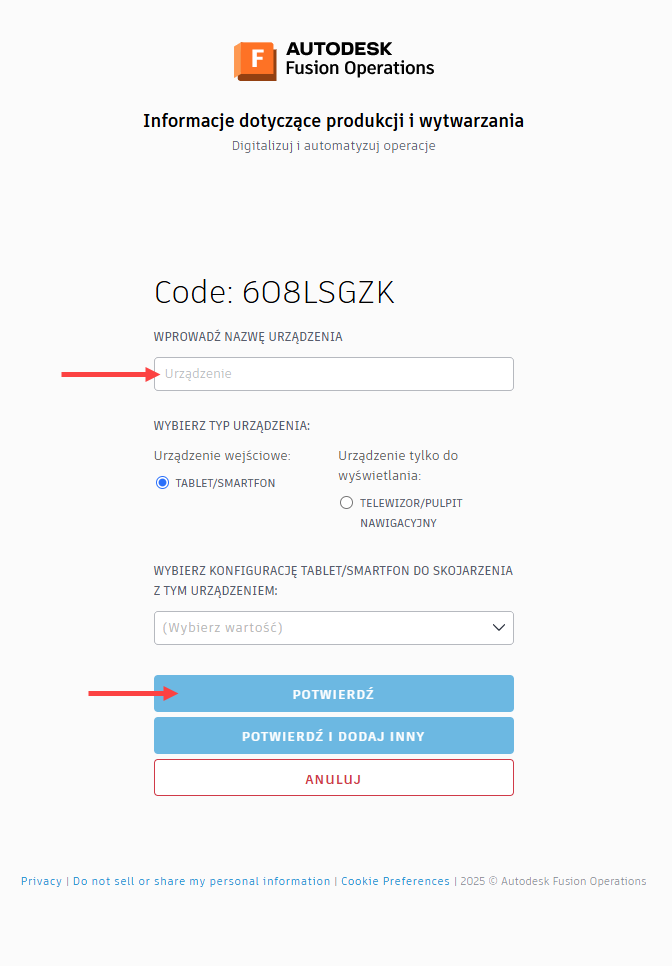 F
AUTODESK
Fusion Operations
Informacje dotyczące produkcji i wytwarzania
Digitalizuj i automatyzuj operacje
Code: 6O8LSGZK
WPROWADŹ NAZWĘ URZĄDZENIA
Urządzenie
WYBIERZ TYP URZĄDZENIA:
Urządzenie wejściowe:
TABLET/SMARTFON
Urządzenie tylko do
wyświetlania:
TELEWIZOR/PULPIT
NAWIGACYJNY
WYBIERZ KONFIGURACJĘ TABLET/SMARTFON DO SKOJARZENIA
Z TYM URZĄDZENIEM:
(Wybierz wartość)
POTWIERDŹ
POTWIERDŹ I DODAJ INNY
ANULUJ
Privacy | Do not sell or share my personal information | Cookie Preferences | 2025 © Autodesk Fusion Operations